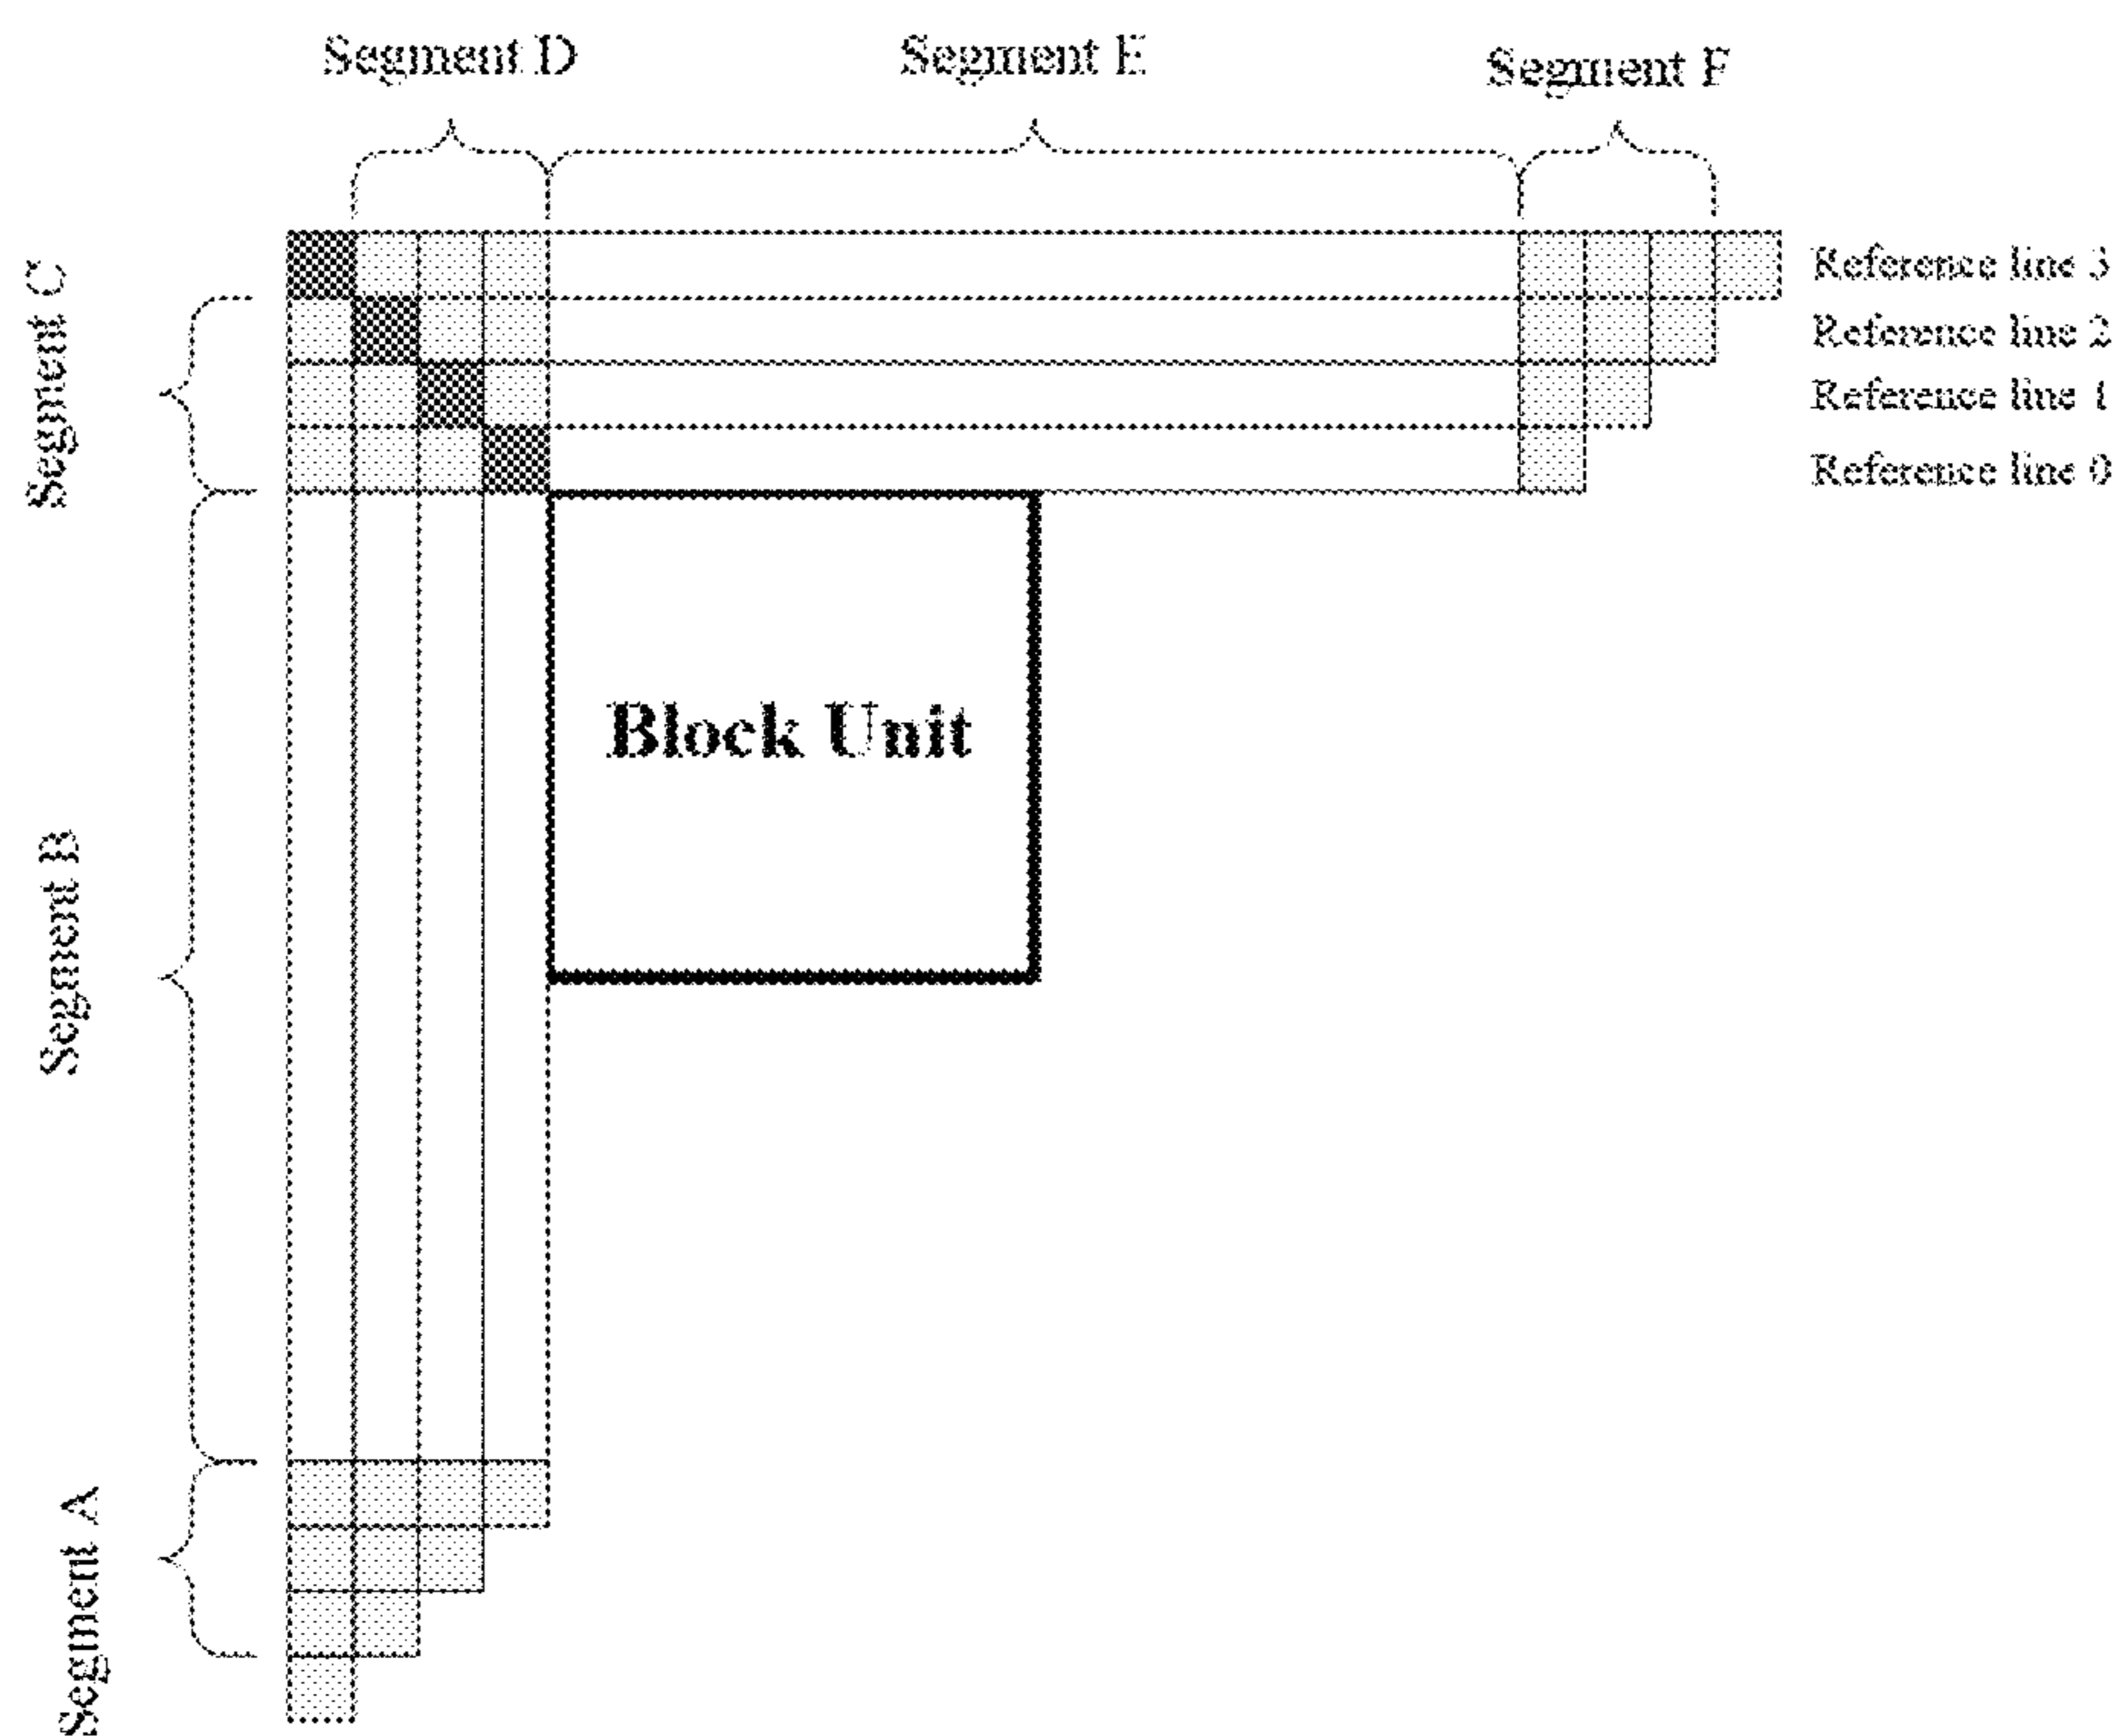 Segment D
Segment E
Segment F
Segment C
Reference line 3
Reference line 2
Reference line 1
Reference line 0
Block Unit
Segment B
Segment A